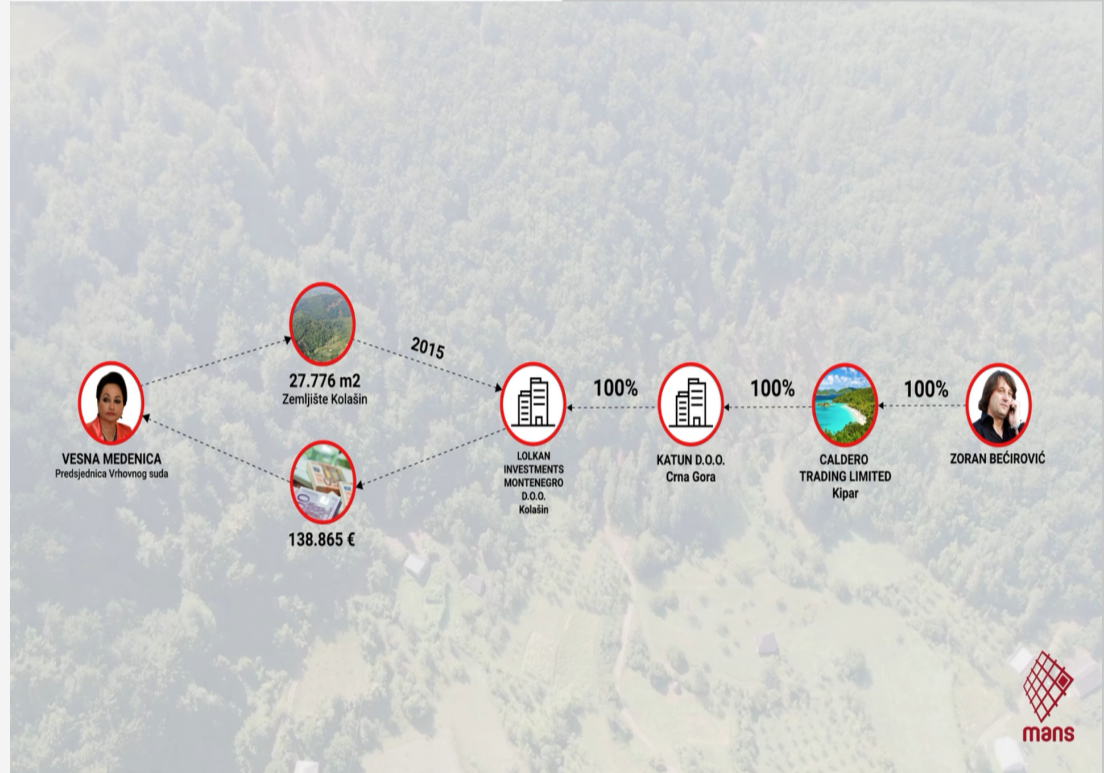 27.776 m2
Zemljište Kolašin
2015
VESNA MEDENICA
Predsjednica Vrhovnog suda
138.865 €
LOLKAN
INVESTMENTS
MONTENEGRO
D.O.O.
Kolašin
100%
KATUN D.O.O.
Crna Gora
100%
CALDERO
TRADING LIMITED
Kipar
100%
ZORAN BEĆIROVIĆ
mans